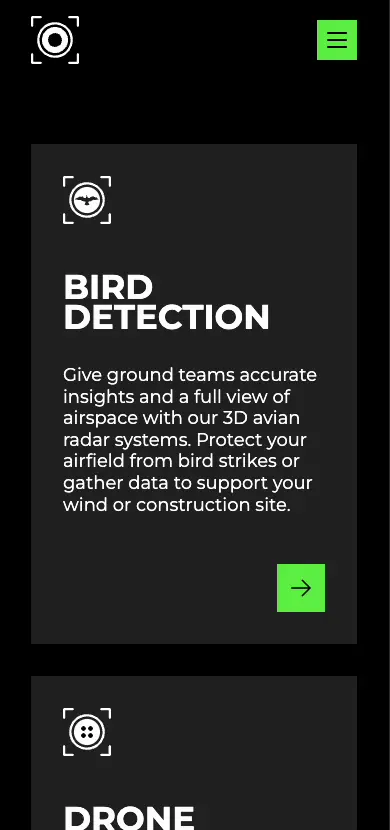 BIRD
DETECTION
Give ground teams accurate
insights and a full view of
airspace with our 3D avian
radar systems. Protect your
airfield from bird strikes or
gather data to support your
wind or construction site.
DRONE